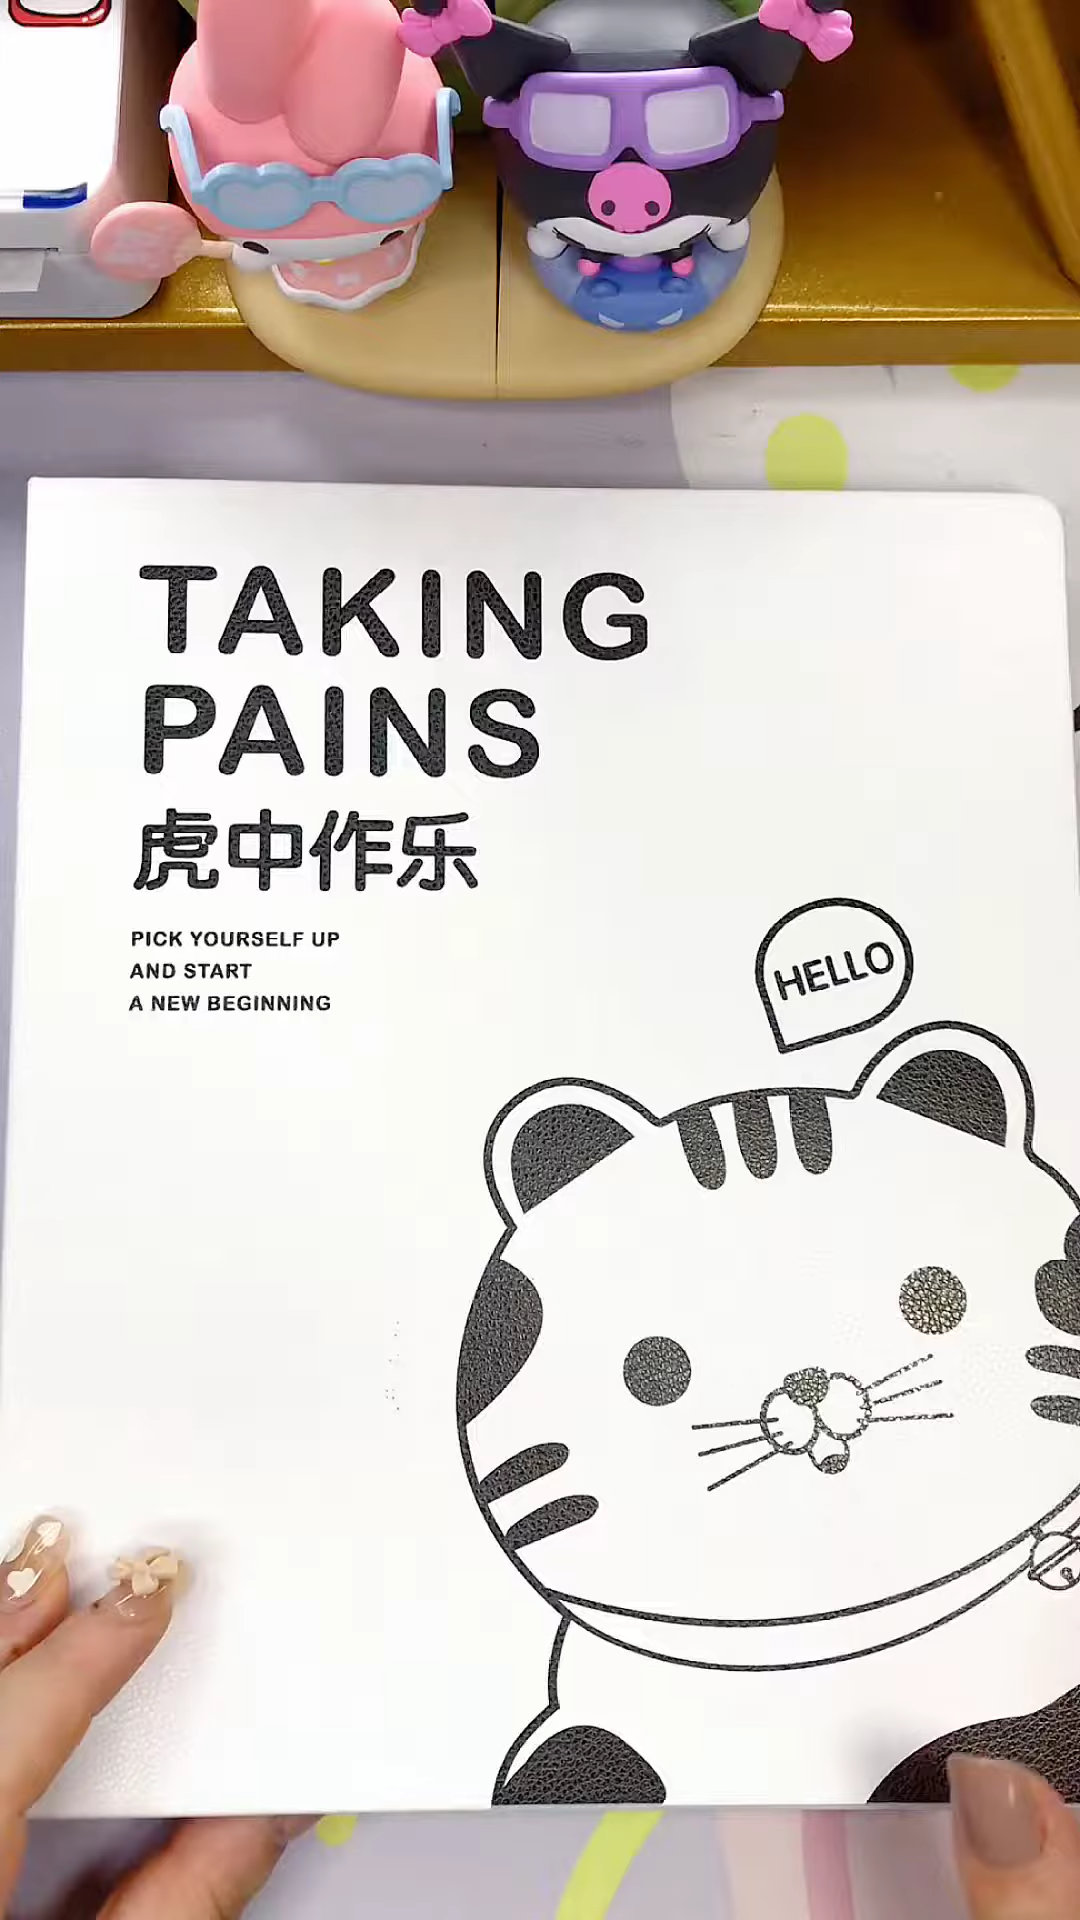 TAKING
PAINS
虎中作乐
PICK YOURSELF UP
AND START
A NEW BEGINNING
HELLO